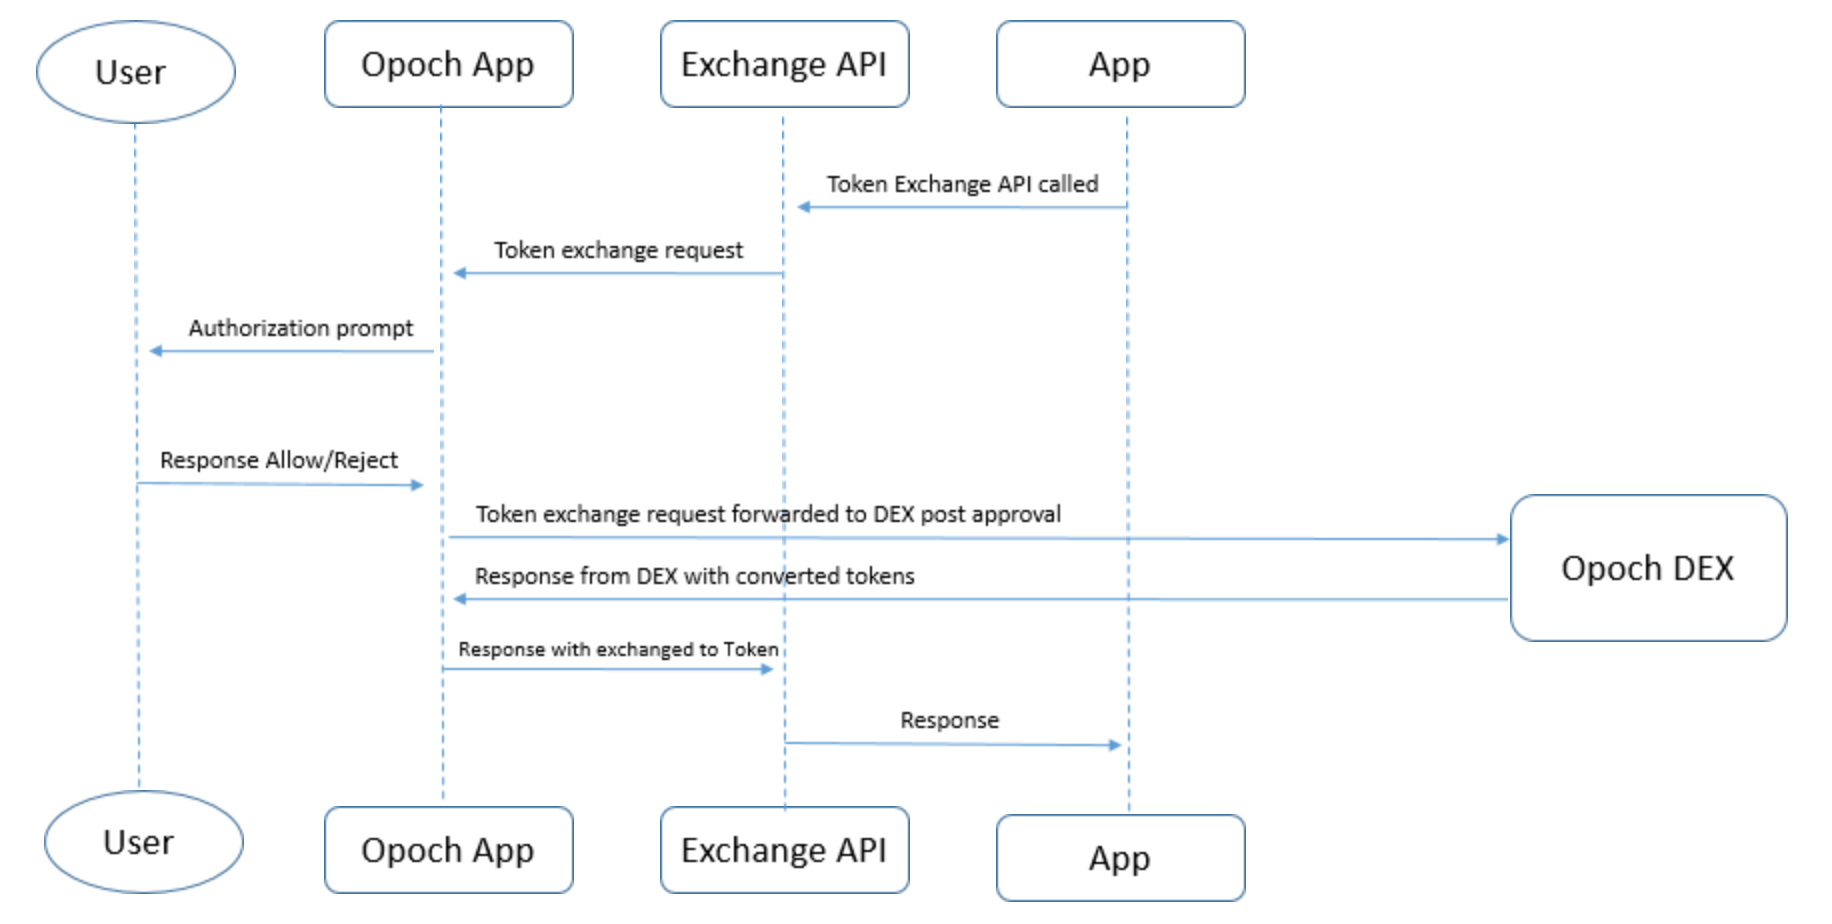 User
Opoch App
Exchange API
App
Token Exchange API called
Token exchange request
Authorization prompt
Response Allow/Reject
Token exchange request forwarded to DEX post approval
Opoch DEX
Response from DEX with converted tokens
Response with exchanged to Token
Response
User
Opoch App
Exchange API
App